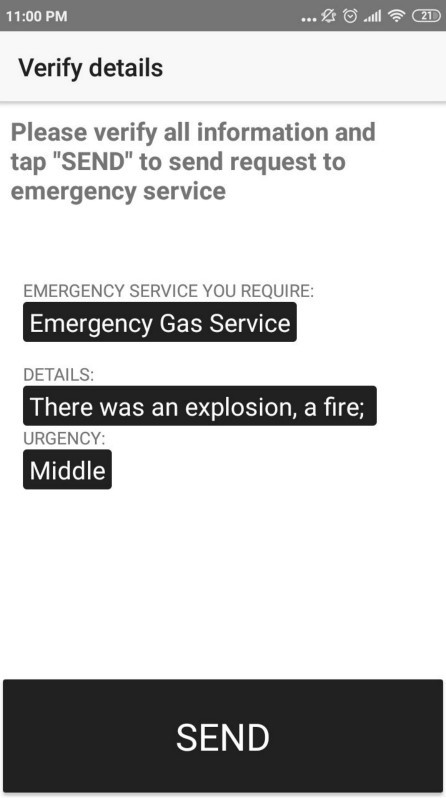 11:00 PM
21
Verify details
Please verify all information and
tap "SEND" to send request to
emergency service
EMERGENCY SERVICE YOU REQUIRE:
Emergency Gas Service
DETAILS:
There was an explosion, a fire;
URGENCY:
Middle
SEND